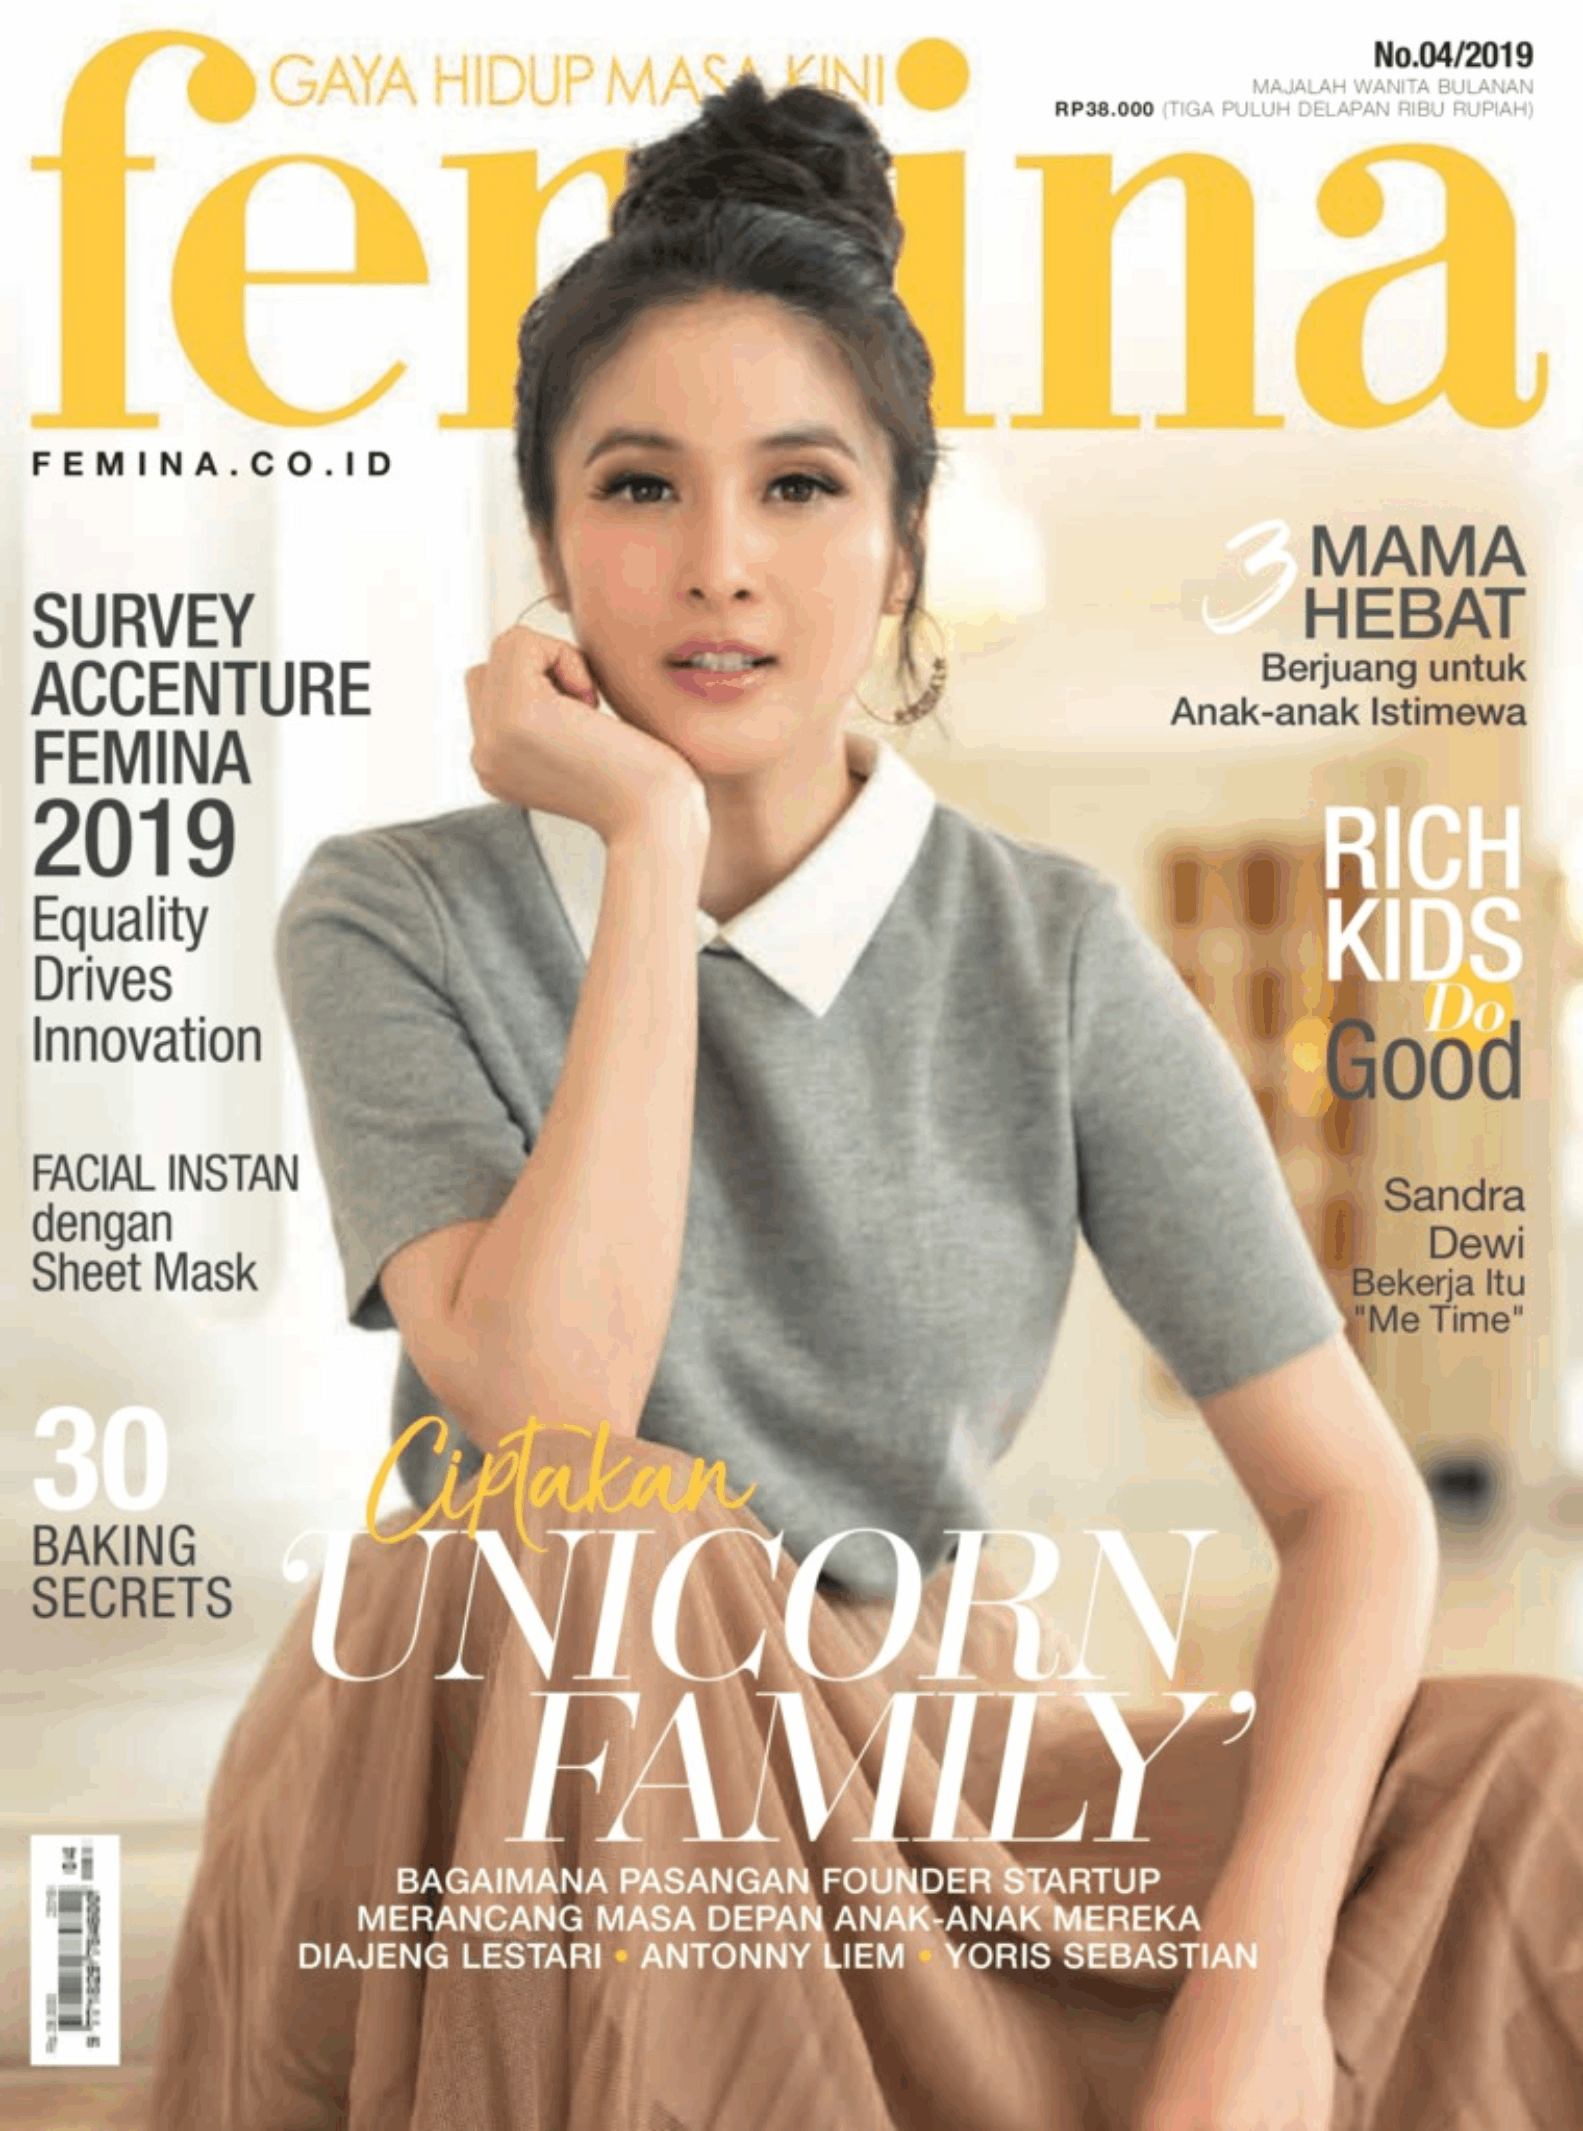 GAYA HIDUP MASA KINI
femina
No.04/2019
MAJALAH WANITA BULANAN
RP38.000 (TIGA PULUH DELAPAN RIBU RUPIAH)
FEMINA.CO.ID
SURVEY
ACCENTURE
FEMINA
2019
Equality
Drives
Innovation
FACIAL INSTAN
dengan
Sheet Mask
30
BAKING
SECRETS
3 MAMA
HEBAT
Berjuang untuk
Anak-anak Istimewa
RICH
KIDS
Do
Good
Sandra
Dewi
Bekerja Itu
"Me Time"
Ciptakan
‘UNICORN
FAMILY’
BAGAIMANA PASANGAN FOUNDER STARTUP
MERANCANG MASA DEPAN ANAK-ANAK MEREKA
DIAJENG LESTARI • ANTONNY LIEM • YORIS SEBASTIAN
04